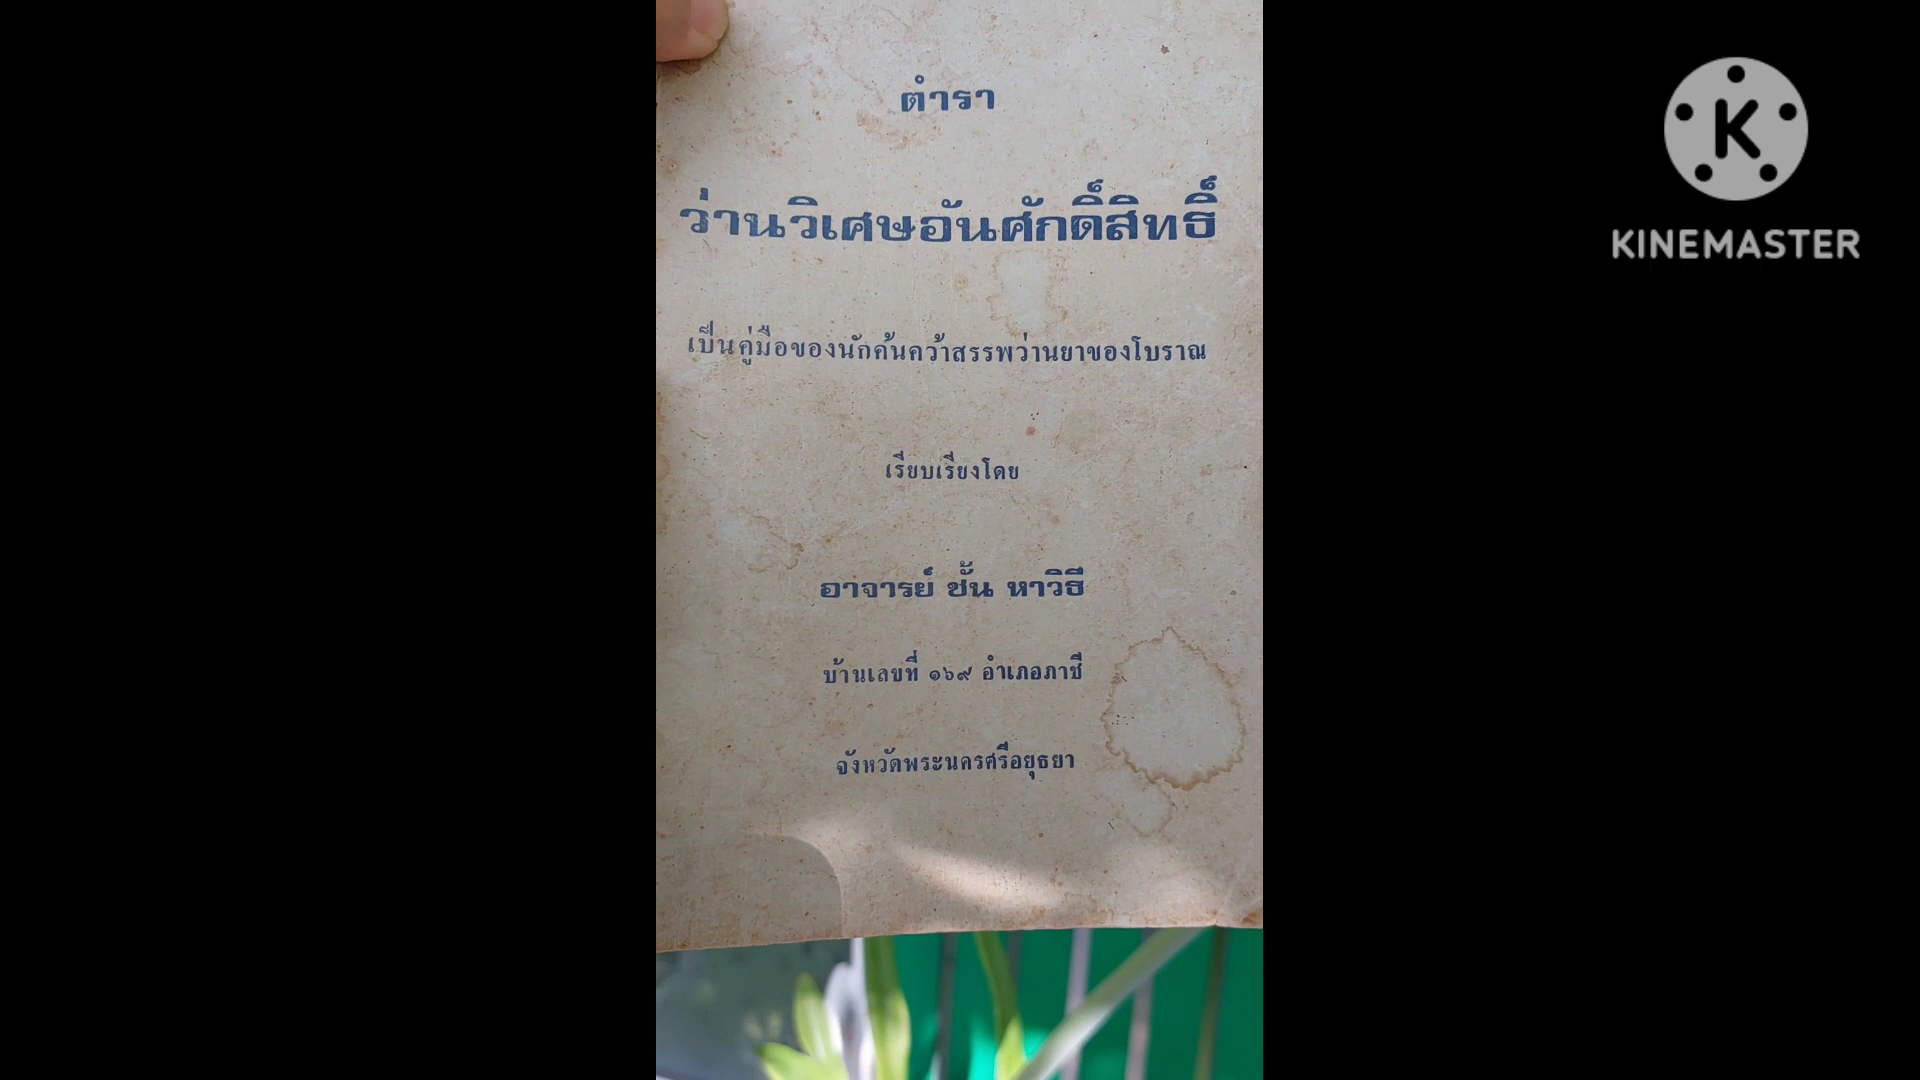 ตำรา
ว่านวิเศษอันศักดิ์สิทธิ์
เป็นคู่มือของนักค้นคว้าสรรพว่านยาของโบราณ
เรียบเรียงโดย
อาจารย์ ชั้น หาวิธี
บ้านเลขที่ ๑๖๙ อำเภอภาชี
จังหวัดพระนครศรีอยุธยา
K
KINEMASTER